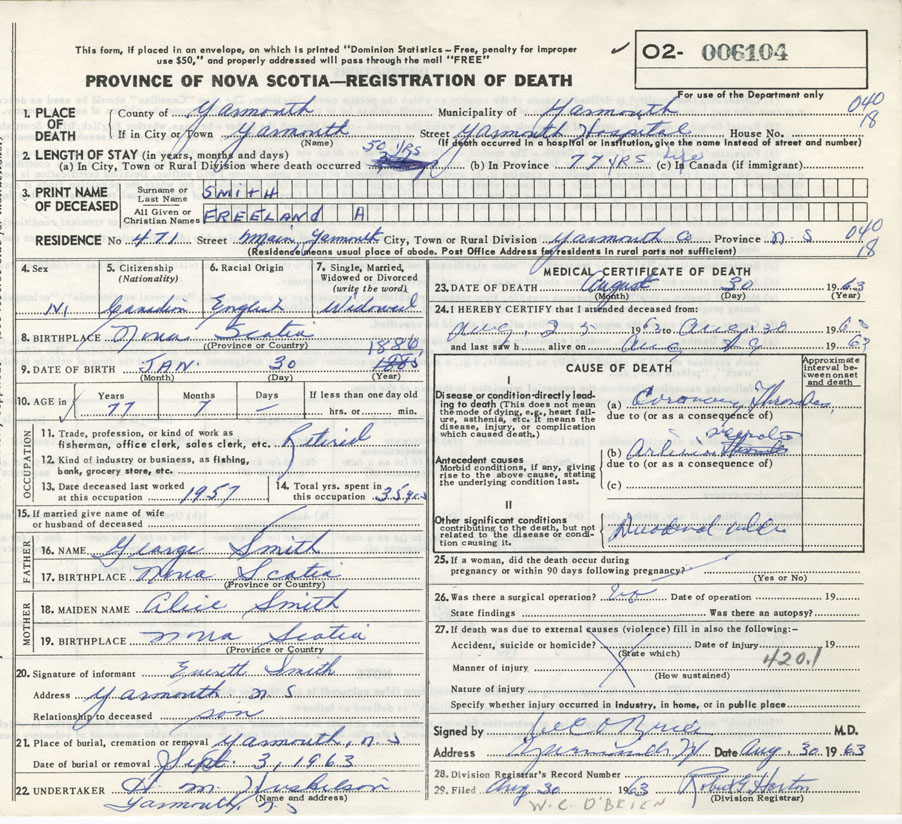 This form, if placed in an envelope, on which is printed "Dominion Statistics – Free, penalty for improper
use $50," and properly addressed will pass through the mail "FREE"
PROVINCE OF NOVA SCOTIA—REGISTRATION OF DEATH
✓ O2- 006104
For use of the Department only
1. PLACE OF DEATH County of Yarmouth Municipality of Yarmouth 040
If in City or Town Yarmouth Street Yarmouth Hospital House No. 18
(Name) (If death occurred in a hospital or institution, give the name instead of street and number)
2. LENGTH OF STAY (in years, months and days)
(a) In City, Town or Rural Division where death occurred 50 yrs (b) In Province 77 yrs (c) In Canada (if immigrant) life
3. PRINT NAME OF DECEASED
Surname or Last Name SMITH
All Given or Christian Names FREELAND A
RESIDENCE No 471 Street Main, Yarmouth City, Town or Rural Division Yarmouth Co Province N.S 040
(Residence means usual place of abode. Post Office Address for residents in rural parts not sufficient) 18
4. Sex M
5. Citizenship (Nationality) Canadian
6. Racial Origin English
7. Single, Married, Widowed or Divorced (write the word) Widowed
8. BIRTHPLACE Nova Scotia
(Province or Country)
9. DATE OF BIRTH JAN. 30 1886
(Month) (Day) (Year)
10. AGE in Years 77 Months 7 Days — If less than one day old hrs. or min.
OCCUPATION
11. Trade, profession, or kind of work as fisherman, office clerk, sales clerk, etc. Retired
12. Kind of industry or business, as fishing, bank, grocery store, etc.
13. Date deceased last worked at this occupation 1957
14. Total yrs. spent in this occupation 35 yrs
15. If married give name of wife or husband of deceased
FATHER
16. NAME George Smith
17. BIRTHPLACE Nova Scotia
(Province or Country)
MOTHER
18. MAIDEN NAME Alice Smith
19. BIRTHPLACE Nova Scotia
(Province or Country
20. Signature of informant Everett Smith
Address Yarmouth N S
Relationship to deceased son
21. Place of burial, cremation or removal Yarmouth, N.S
Date of burial or removal Sept. 3, 1963
22. UNDERTAKER H. M.
(Name and address)
Yarmouth, N.S
MEDICAL CERTIFICATE OF DEATH
23. DATE OF DEATH August 30 1963
(Month) (Day) (Year)
24. I HEREBY CERTIFY that I attended deceased from:
Aug. 25 1963 to Aug. 30 1963
and last saw h alive on Aug 1963
CAUSE OF DEATH
Approximate interval between onset and death
I
Disease or condition directly leading to death (This does not mean the mode of dying, e.g., heart failure, asthenia, etc. It means the disease, injury, or complication which caused death.)
(a) Coronary Thrombosis
due to (or as a consequence of)
Antecedent causes
Morbid conditions, if any, giving rise to the above cause, stating the underlying condition last.
(b)
due to (or as a consequence of)
(c)
II
Other significant conditions contributing to the death, but not related to the disease or condition causing it. Duodenal ulcer
25. If a woman, did the death occur during pregnancy or within 90 days following pregnancy?
(Yes or No)
26. Was there a surgical operation? No Date of operation 19
State findings Was there an autopsy?
27. If death was due to external causes (violence) fill in also the following:–
Accident, suicide or homicide? Date of injury 19
(State which) 420.1
Manner of injury
(How sustained)
Nature of injury
Specify whether injury occurred in industry, in home, or in public place
Signed by M.D.
Address Date Aug. 30 1963
28. Division Registrar's Record Number
29. Filed Aug 30 1963 Robert G Horton
W. C O'BRIEN (Division Registrar)